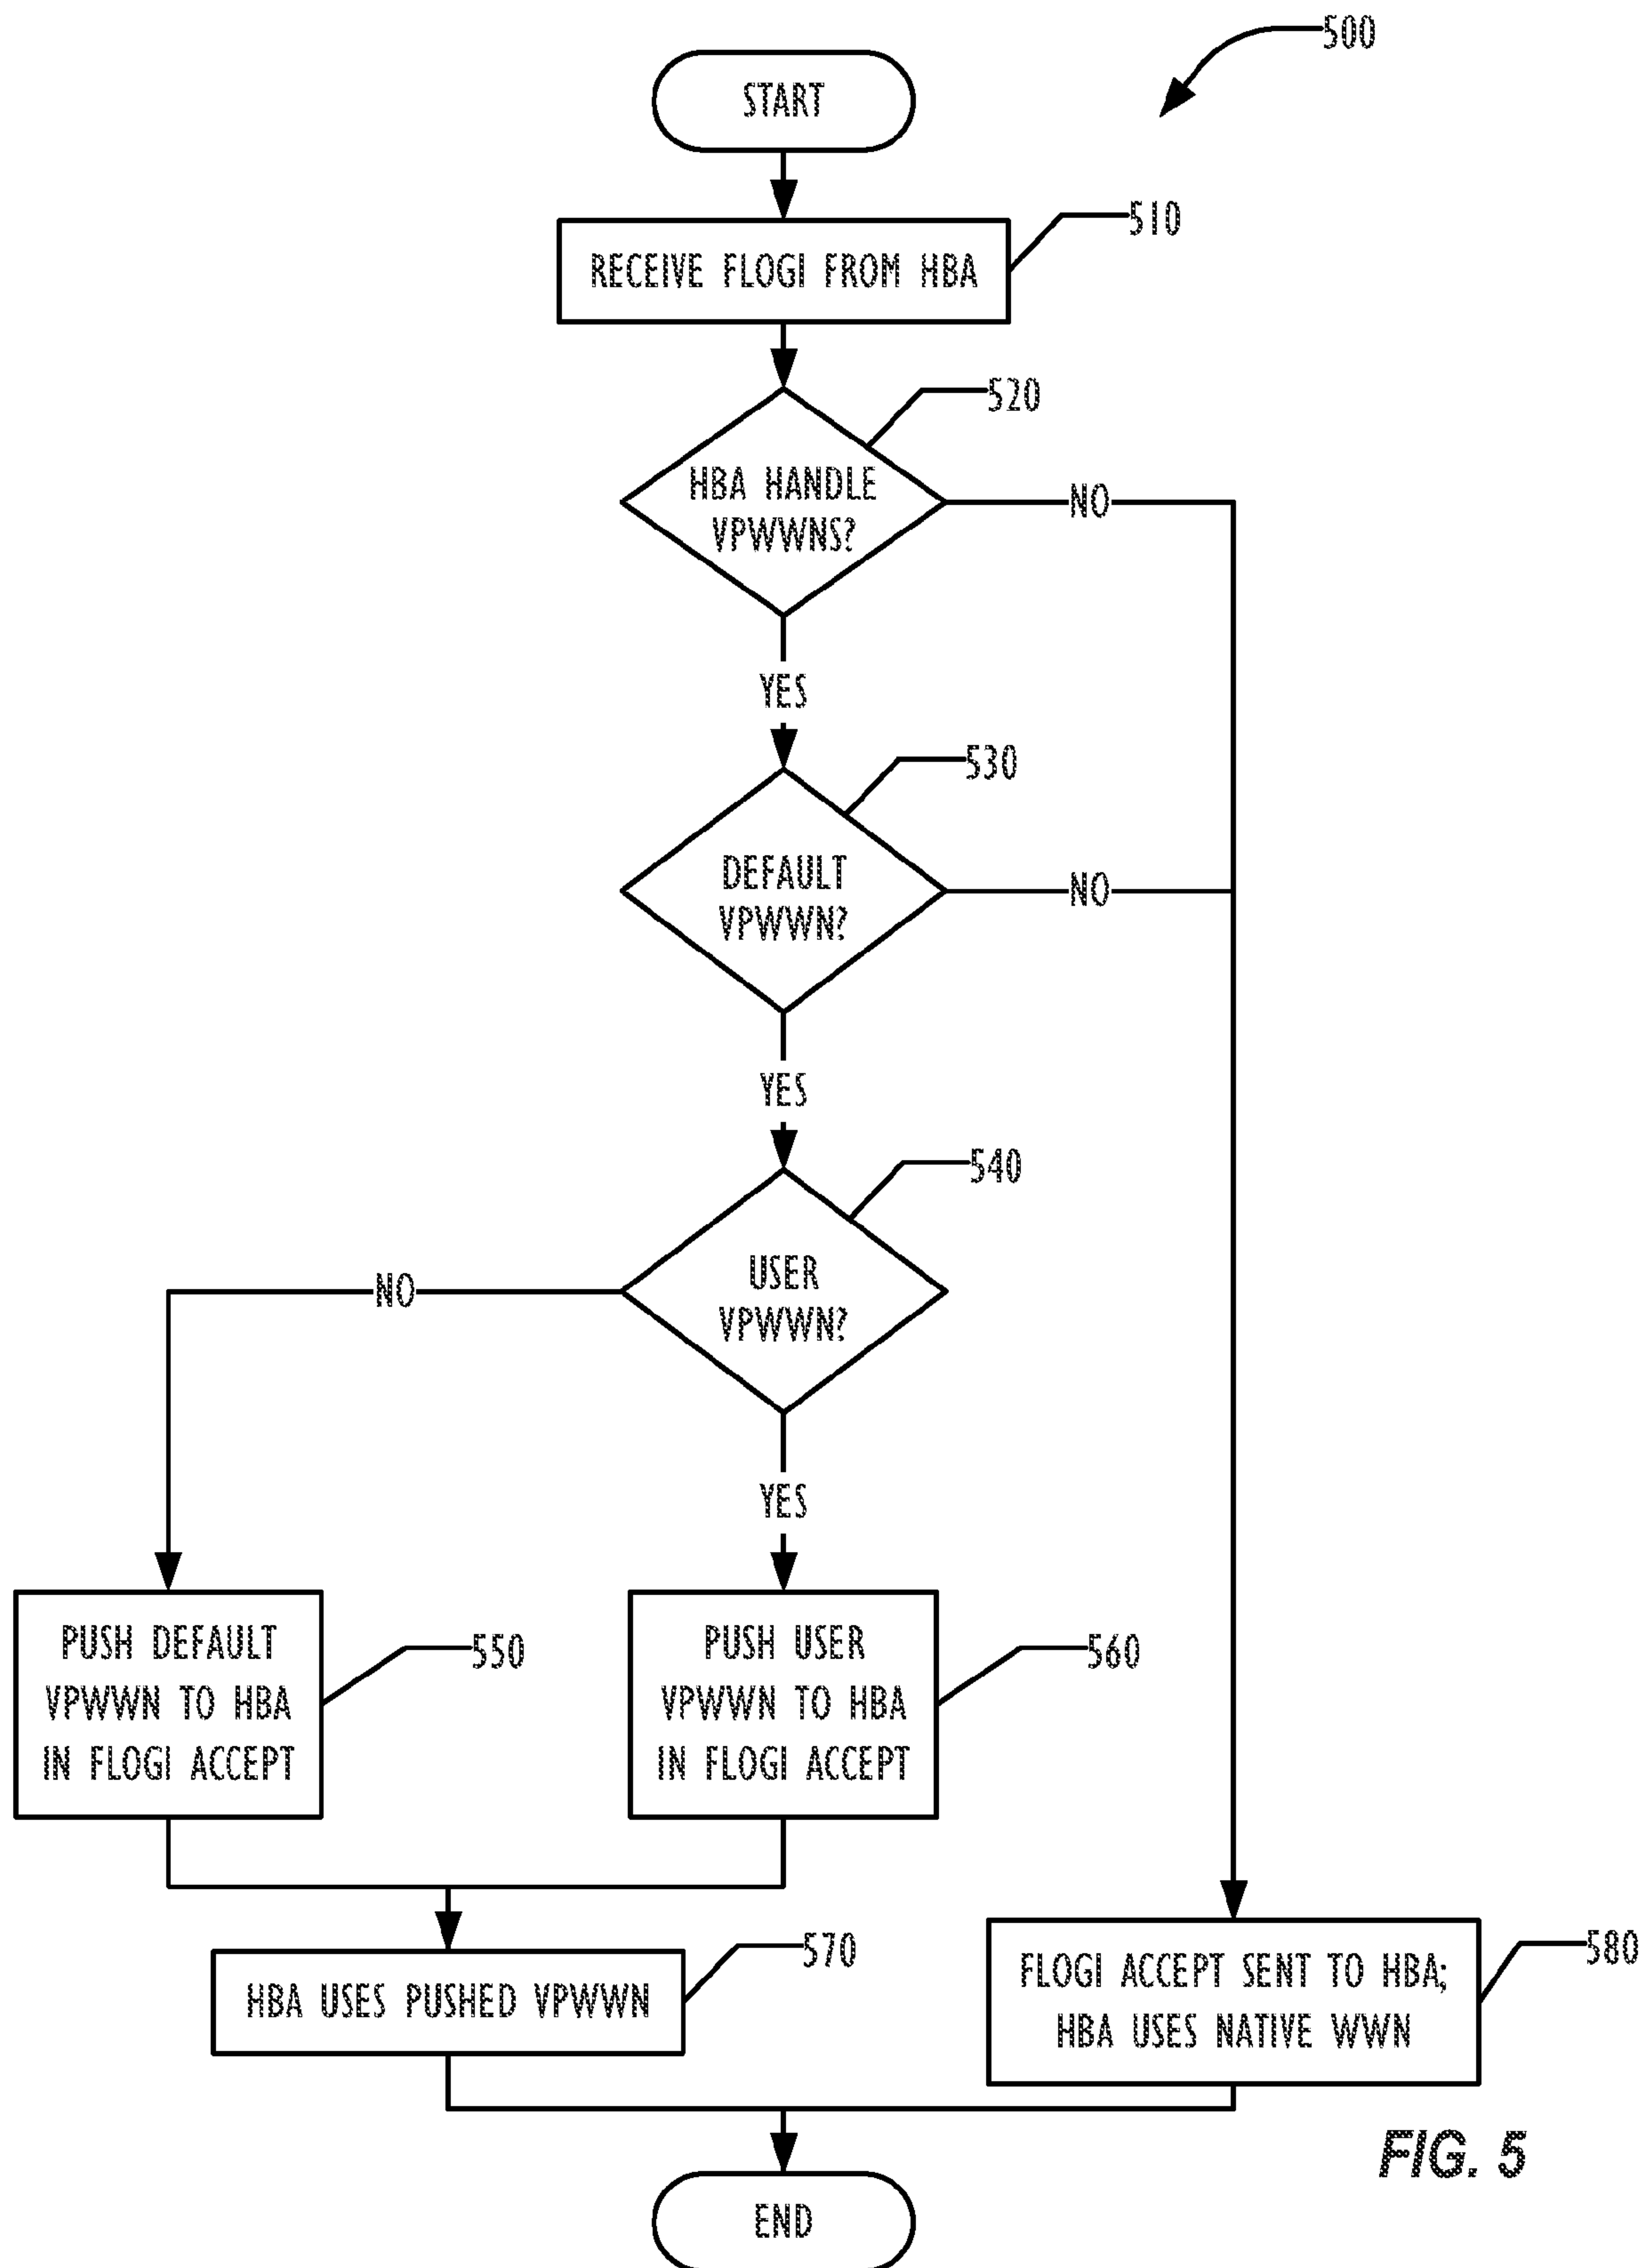 500
START
510
RECEIVE FLOGI FROM HBA
520
HBA HANDLE
VPWWNS?
NO
YES
530
DEFAULT
VPWWN?
NO
YES
540
USER
VPWWN?
NO
YES
PUSH DEFAULT
VPWWN TO HBA
IN FLOGI ACCEPT
550
PUSH USER
VPWWN TO HBA
IN FLOGI ACCEPT
560
570
HBA USES PUSHED VPWWN
580
FLOGI ACCEPT SENT TO HBA;
HBA USES NATIVE WWN
FIG. 5
END